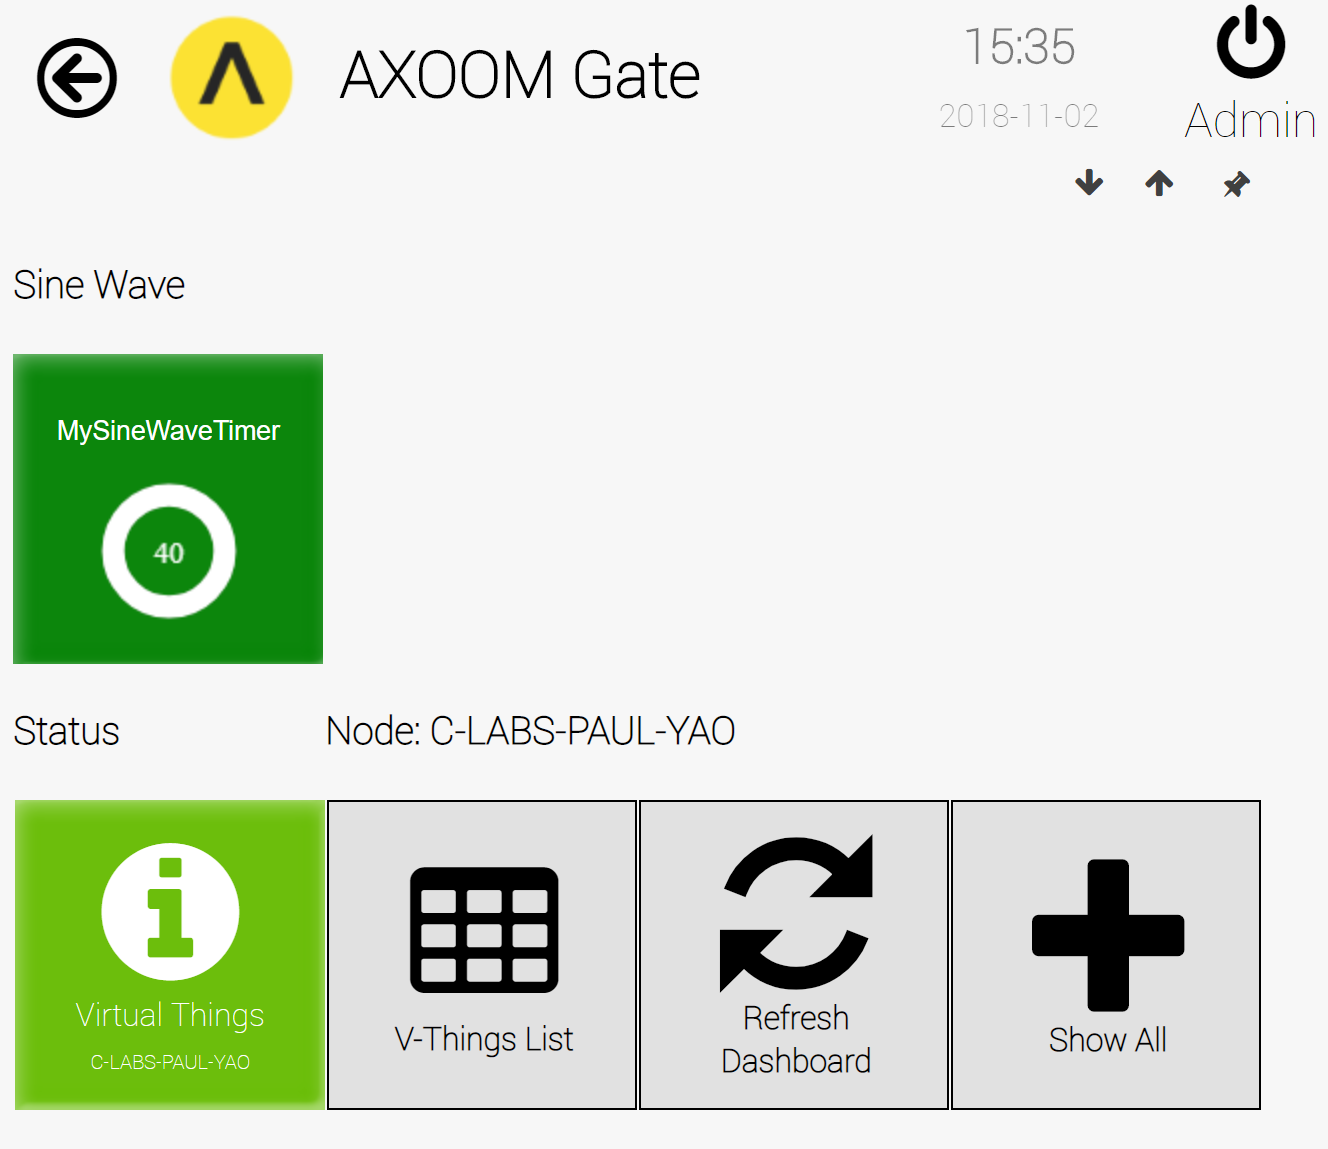 AXOOM Gate
15:35
2018-11-02
Admin
Sine Wave
MySineWaveTimer
40
Status
Node: C-LABS-PAUL-YAO
Virtual Things
C-LABS-PAUL-YAO
V-Things List
Refresh
Dashboard
Show All